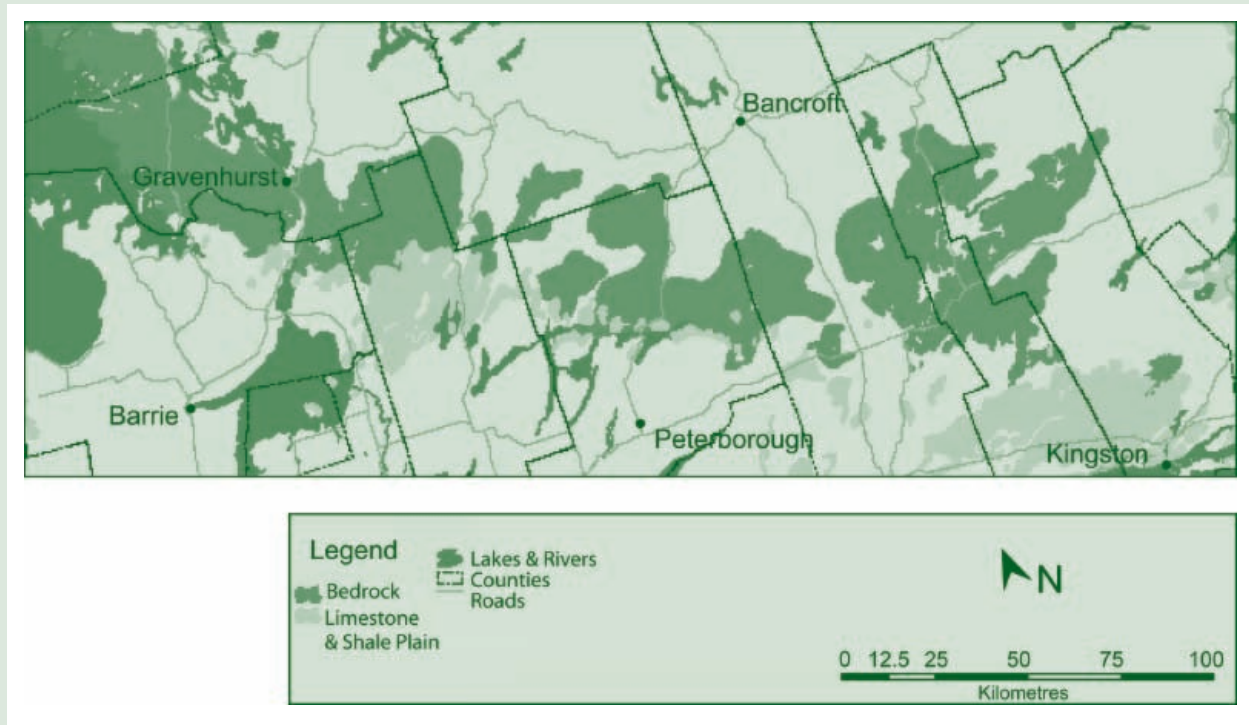 Bancroft
Gravenhurst
Barrie
Peterborough
Kingston
Legend
Bedrock
Limestone
& Shale Plain
Lakes & Rivers
Counties
Roads
N
0 12.5 25 50 75 100
Kilometres